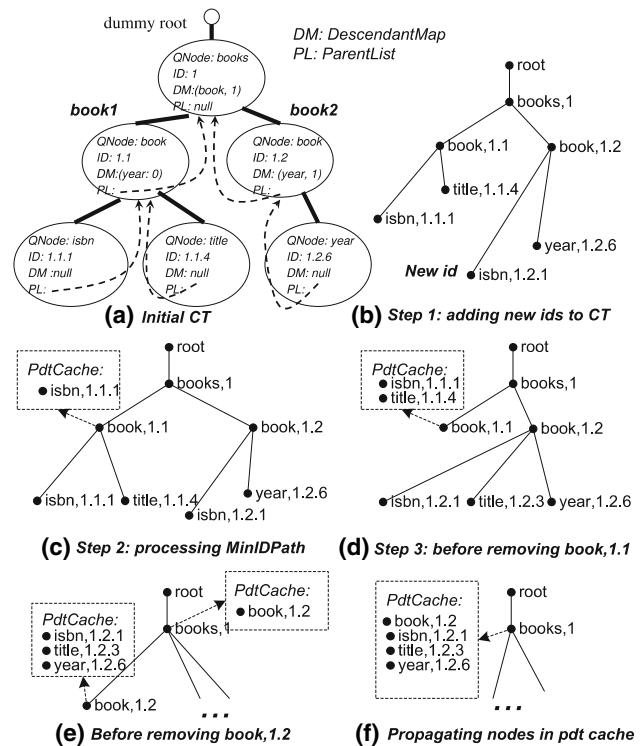 dummy root
DM: DescendantMap
PL: ParentList
QNode: books
ID: 1
DM:(book, 1)
PL: null
book1
book2
QNode: book
ID: 1.1
DM:(year: 0)
PL:
QNode: book
ID: 1.2
DM:(year, 1)
PL:
QNode: isbn
ID: 1.1.1
DM :null
PL:
QNode: title
ID: 1.1.4
DM: null
PL:
QNode: year
ID: 1.2.6
DM: null
PL:
(a) Initial CT
root
books,1
book,1.1
book,1.2
title,1.1.4
isbn,1.1.1
year,1.2.6
New id
isbn,1.2.1
(b) Step 1: adding new ids to CT
root
PdtCache:
isbn,1.1.1
books,1
book,1.1
book,1.2
isbn,1.1.1
title,1.1.4
year,1.2.6
isbn,1.2.1
(c) Step 2: processing MinIDPath
root
PdtCache:
isbn,1.1.1
title,1.1.4
books,1
book,1.1
book,1.2
isbn,1.2.1
title,1.2.3
year,1.2.6
(d) Step 3: before removing book,1.1
root
PdtCache:
book,1.2
books,1
PdtCache:
isbn,1.2.1
title,1.2.3
year,1.2.6
book,1.2
...
(e) Before removing book,1.2
root
PdtCache:
book,1.2
isbn,1.2.1
title,1.2.3
year,1.2.6
books,1
...
(f) Propagating nodes in pdt cache